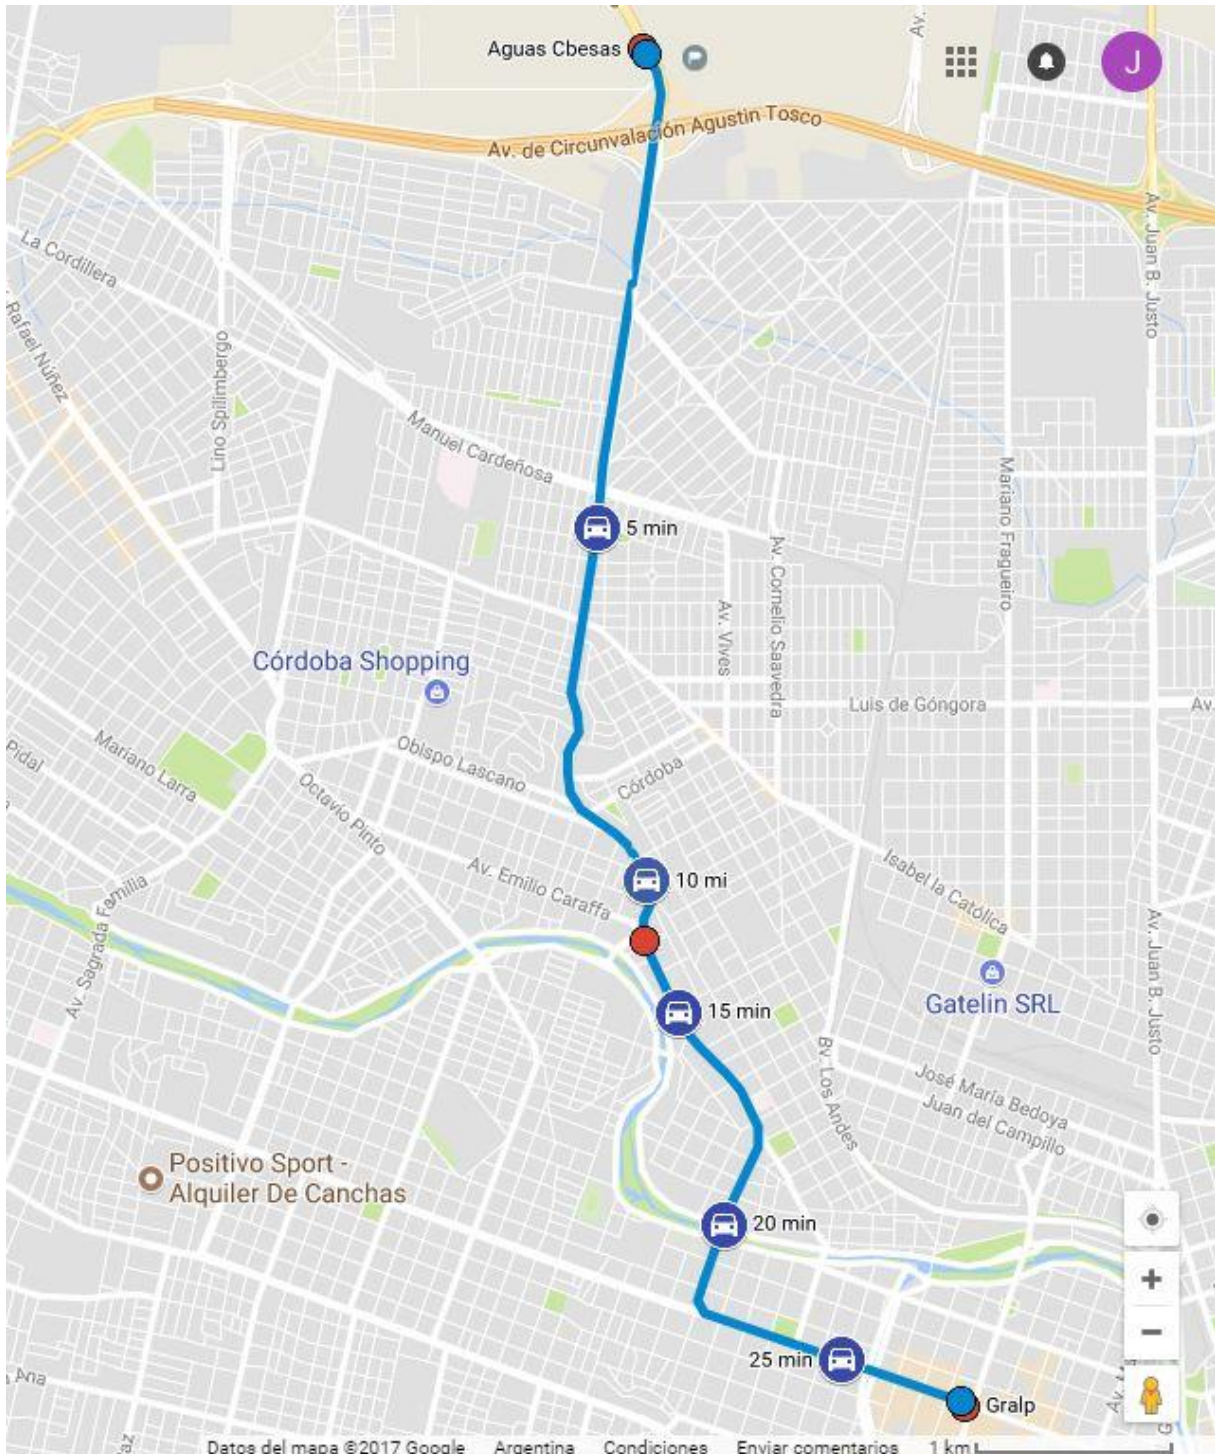 Aguas Cbesas
J
Av.
Av. de Circunvalación Agustin Tosco
Av. Juan B. Justo
La Cordillera
Rafael Núñez
Lino Spilimbergo
Manuel Cardeñosa
Mariano Fragueiro
5 min
Av. Cornelio Saavedra
Av. Vives
Córdoba Shopping
Luis de Góngora
Av.
Pidal
Mariano Larra
Obispo Lascano
Octavio Pinto
Córdoba
Av. Emilio Caraffa
10 mi
Isabel la Católica
Av. Sagrada Familia
Av. Juan B. Justo
15 min
Gatelin SRL
Bv. Los Andes
José María Bedoya
Juan del Campillo
Positivo Sport -
Alquiler De Canchas
20 min
25 min
Gralp
Ana
Datos del mapa ©2017 Google Argentina Condiciones Enviar comentarios 1 km